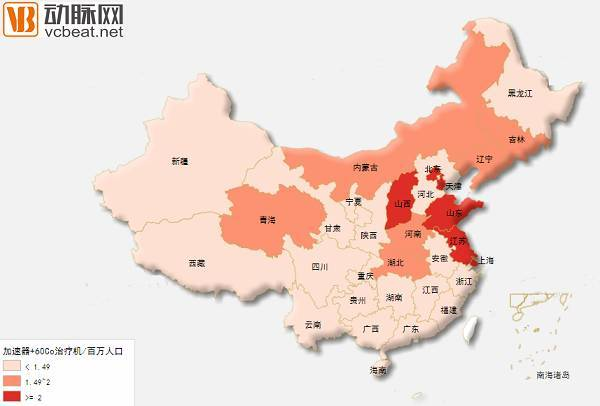 动脉网
vcbeat.net
黑龙江
吉林
辽宁
新疆
内蒙古
北京
天津
河北
山西
宁夏
山东
青海
甘肃
陕西
河南
江苏
西藏
四川
湖北
安徽
上海
重庆
浙江
江西
湖南
贵州
福建
云南
广西
广东
海南
南海诸岛
加速器+60Co治疗机/百万人口
< 1.49
1.49~2
>= 2